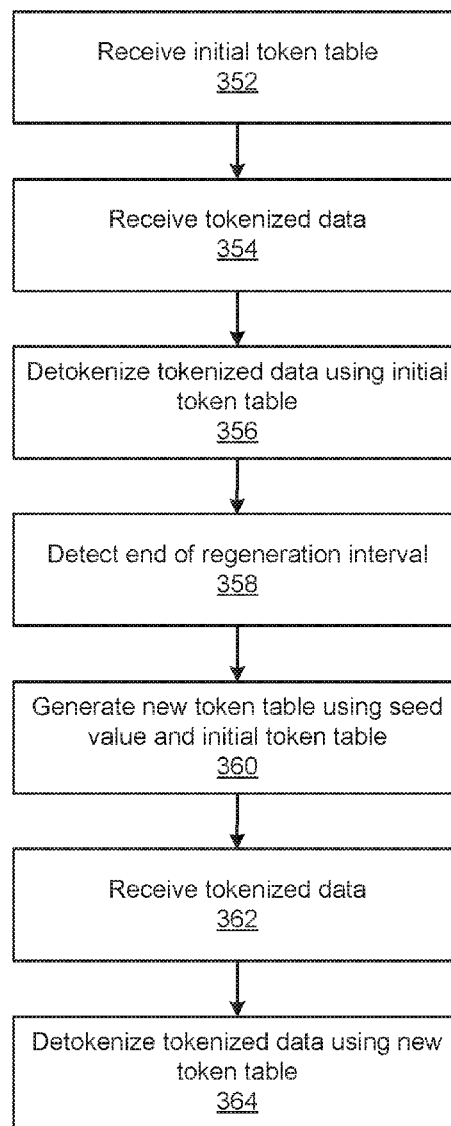 Receive initial token table
352
Receive tokenized data
354
Detokenize tokenized data using initial
token table
356
Detect end of regeneration interval
358
Generate new token table using seed
value and initial token table
360
Receive tokenized data
362
Detokenize tokenized data using new
token table
364